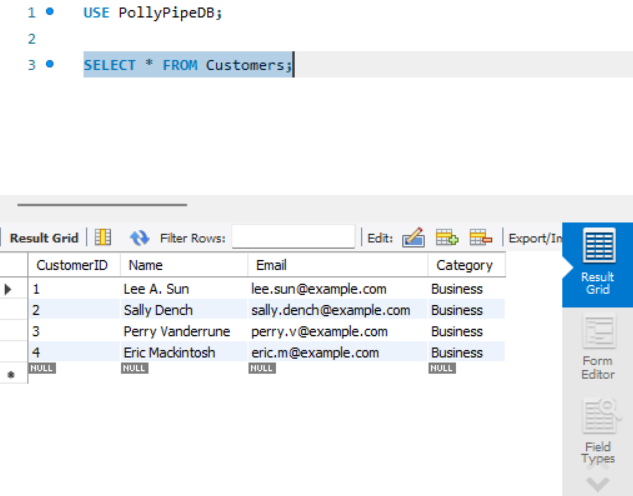 1 USE PollyPipeDB;
2
3 SELECT * FROM Customers;
Result Grid Filter Rows: Edit: Export/Im
CustomerID Name Email Category
1 Lee A. Sun lee.sun@example.com Business
2 Sally Dench sally.dench@example.com Business
3 Perry Vanderrune perry.v@example.com Business
4 Eric Mackintosh eric.m@example.com Business
NULL NULL NULL NULL
Result
Grid
Form
Editor
Field
Types